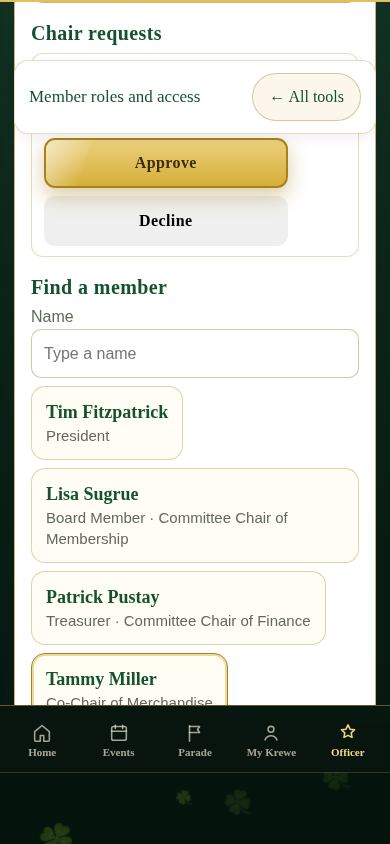 Chair requests
Member roles and access
← All tools
Approve
Decline
Find a member
Name
Type a name
Tim Fitzpatrick
President
Lisa Sugrue
Board Member · Committee Chair of
Membership
Patrick Pustay
Treasurer · Committee Chair of Finance
Tammy Miller
Co-Chair of Merchandise
Home
Events
Parade
My Krewe
Officer